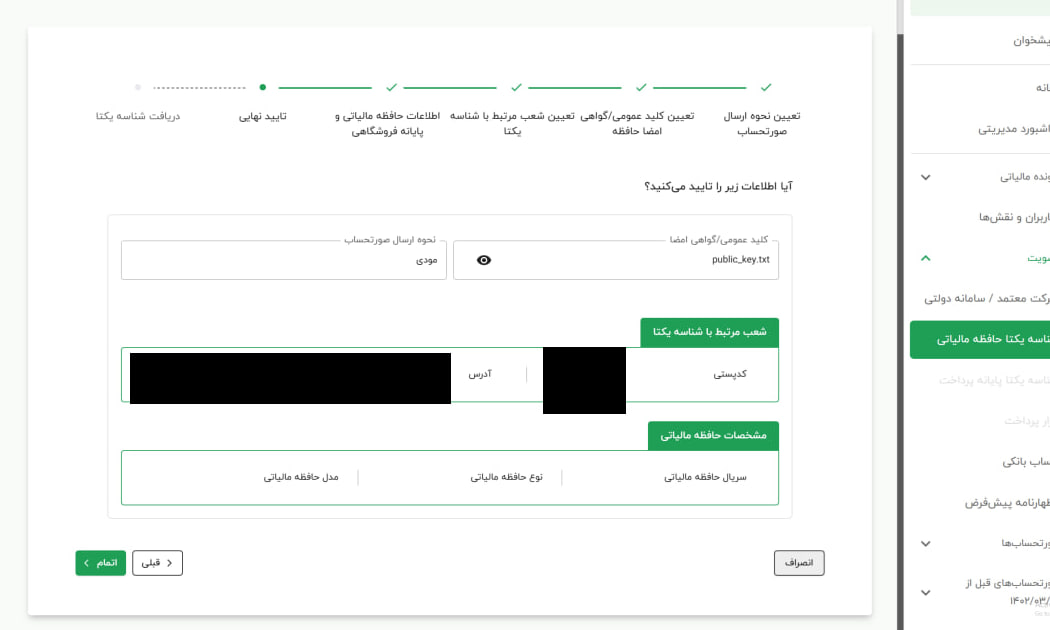 تعیین نحوه ارسال
صورتحساب
تعیین کلید عمومی/گواهی
امضا حافظه
تعیین شعب مرتبط با شناسه
یکتا
اطلاعات حافظه مالیاتی و
پایانه فروشگاهی
تایید نهایی
دریافت شناسه یکتا
آیا اطلاعات زیر را تایید می‌کنید؟
کلید عمومی/گواهی امضا
public_key.txt
نحوه ارسال صورتحساب
مودی
شعب مرتبط با شناسه یکتا
کدپستی
آدرس
مشخصات حافظه مالیاتی
سریال حافظه مالیاتی
نوع حافظه مالیاتی
مدل حافظه مالیاتی
انصراف
قبلی
اتمام
یشخوان
انه
اشبورد مدیریتی
ونده مالیاتی
اربران و نقش‌ها
ضویت
رکت معتمد / سامانه دولتی
ناسه یکتا حافظه مالیاتی
ناسه یکتا پایانه پرداخت
زار پرداخت
ساب بانکی
ظهارنامه پیش‌فرض
ورتحساب‌ها
ورتحساب‌های قبل از
۱۴۰۲/۰۳/